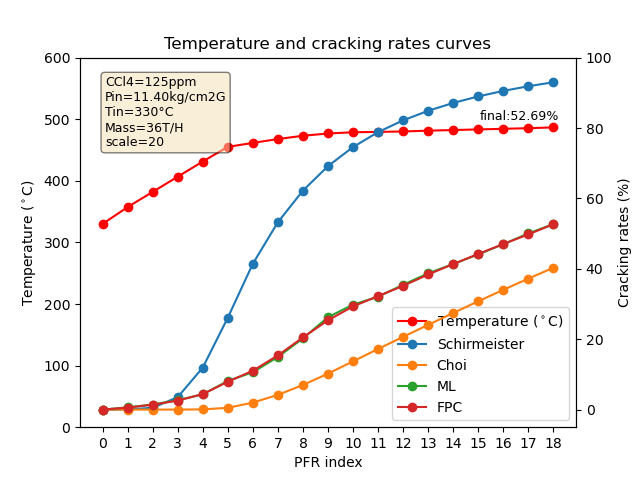 Temperature and cracking rates curves
CCl4=125ppm
Pin=11.40kg/cm2G
Tin=330°C
Mass=36T/H
scale=20
final:52.69%
600
500
400
300
200
100
0
Temperature (°C)
100
80
60
40
20
0
Cracking rates (%)
Temperature (°C)
Schirmeister
Choi
ML
FPC
0 1 2 3 4 5 6 7 8 9 10 11 12 13 14 15 16 17 18
PFR index